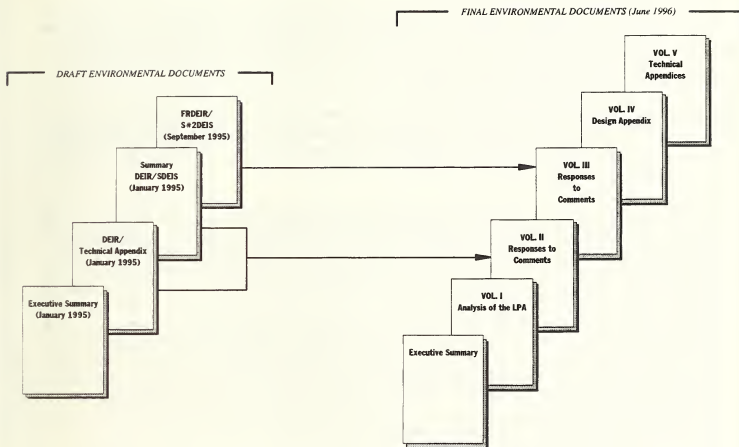 FINAL ENVIRONMENTAL DOCUMENTS (June 1996)
DRAFT ENVIRONMENTAL DOCUMENTS
FRDEIR/
S#2DEIS
(September 1995)
Summary
DEIR/SDEIS
(January 1995)
DEIR/
Technical Appendix
(January 1995)
Executive Summary
(January 1995)
VOL. V
Technical
Appendices
VOL. IV
Design Appendix
VOL. III
Responses
to
Comments
VOL. II
Responses to
Comments
VOL. I
Analysis of the LPA
Executive Summary